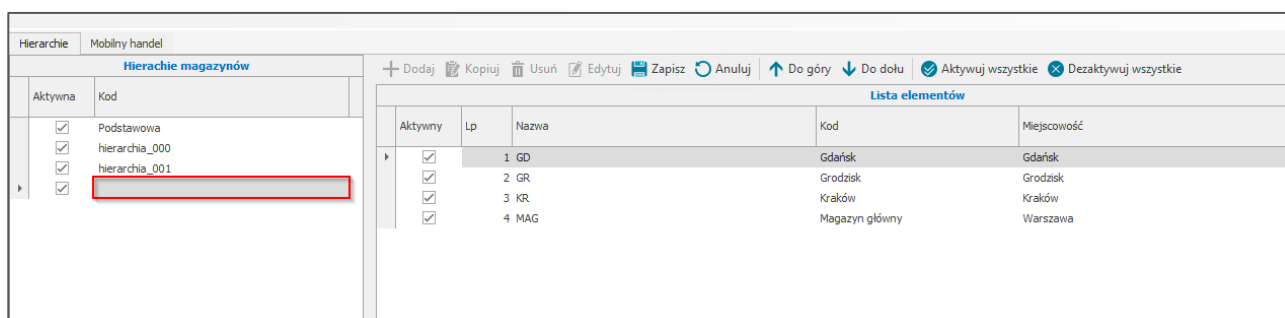 Hierarchie Mobilny handel
Hierachie magazynów
Aktywna Kod
Podstawowa
hierarchia_000
hierarchia_001
Dodaj Kopiuj Usuń Edytuj Zapisz Anuluj Do góry Do dołu Aktywuj wszystkie Dezaktywuj wszystkie
Lista elementów
Aktywny Lp Nazwa Kod Miejscowość
1 GD Gdańsk Gdańsk
2 GR Grodzisk Grodzisk
3 KR Kraków Kraków
4 MAG Magazyn główny Warszawa